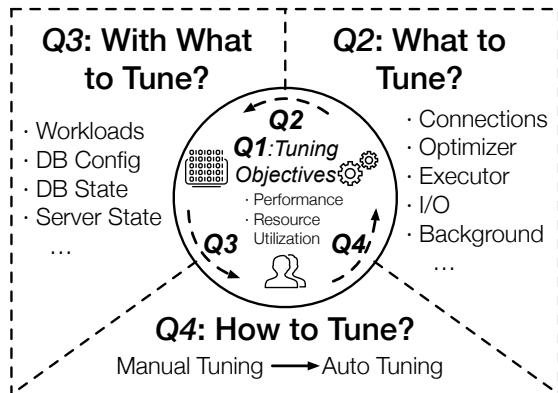 Q3: With What
to Tune?
· Workloads
· DB Config
· DB State
· Server State
...
Q2: What to
Tune?
· Connections
· Optimizer
· Executor
· I/O
· Background
...
Q2
Q1:Tuning
Objectives
· Performance
· Resource
Utilization
Q3
Q4
Q4: How to Tune?
Manual Tuning Auto Tuning